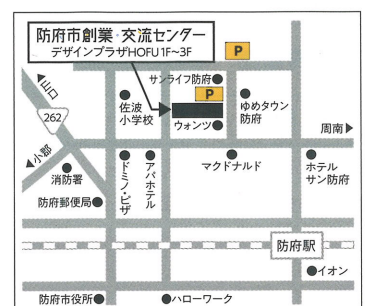 防府市創業・交流センター
デザインプラザHOFU 1F〜3F
P
サンライフ防府
P
▲山口
佐波
小学校
ゆめタウン
防府
262
ウォンツ
周南▶
◀小郡
消防署
ドミノ・ピザ
アパホテル
マクドナルド
ホテル
サン防府
防府郵便局
防府駅
イオン
防府市役所
ハローワーク